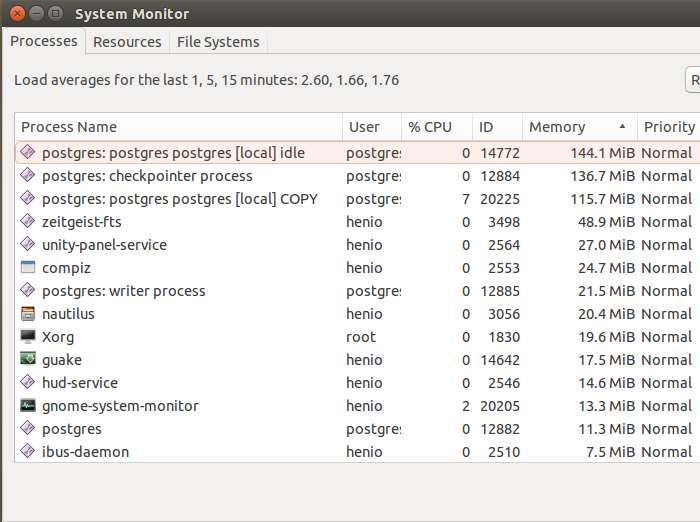 System Monitor
Processes Resources File Systems
Load averages for the last 1, 5, 15 minutes: 2.60, 1.66, 1.76
R
Process Name User % CPU ID Memory Priority
postgres: postgres postgres [local] idle postgres 0 14772 144.1 MiB Normal
postgres: checkpointer process postgres 0 12884 136.7 MiB Normal
postgres: postgres postgres [local] COPY postgres 7 20225 115.7 MiB Normal
zeitgeist-fts henio 0 3498 48.9 MiB Normal
unity-panel-service henio 0 2564 27.0 MiB Normal
compiz henio 0 2553 24.7 MiB Normal
postgres: writer process postgres 0 12885 21.5 MiB Normal
nautilus henio 0 3056 20.4 MiB Normal
Xorg root 0 1830 19.6 MiB Normal
guake henio 0 14642 17.5 MiB Normal
hud-service henio 0 2546 14.6 MiB Normal
gnome-system-monitor henio 2 20205 13.3 MiB Normal
postgres postgres 0 12882 11.3 MiB Normal
ibus-daemon henio 0 2510 7.5 MiB Normal